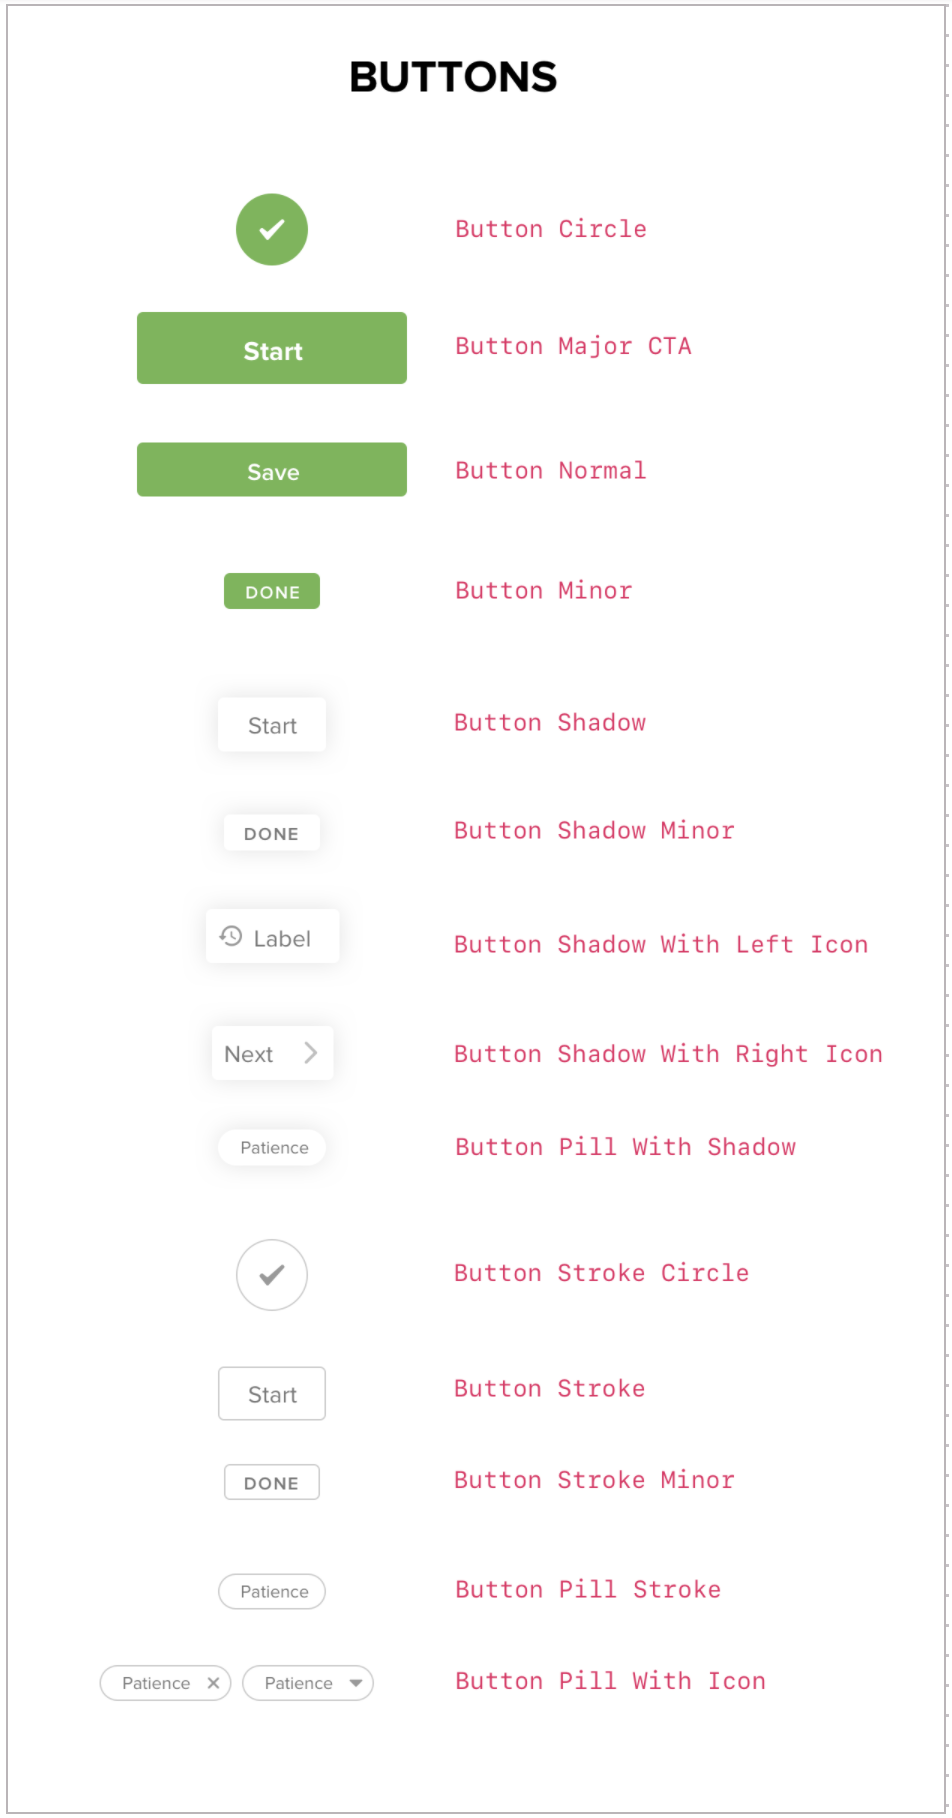 BUTTONS
Button Circle
Start
Button Major CTA
Save
Button Normal
DONE
Button Minor
Start
Button Shadow
DONE
Button Shadow Minor
Label
Button Shadow With Left Icon
Next
Button Shadow With Right Icon
Patience
Button Pill With Shadow
Button Stroke Circle
Start
Button Stroke
DONE
Button Stroke Minor
Patience
Button Pill Stroke
Patience
Patience
Button Pill With Icon